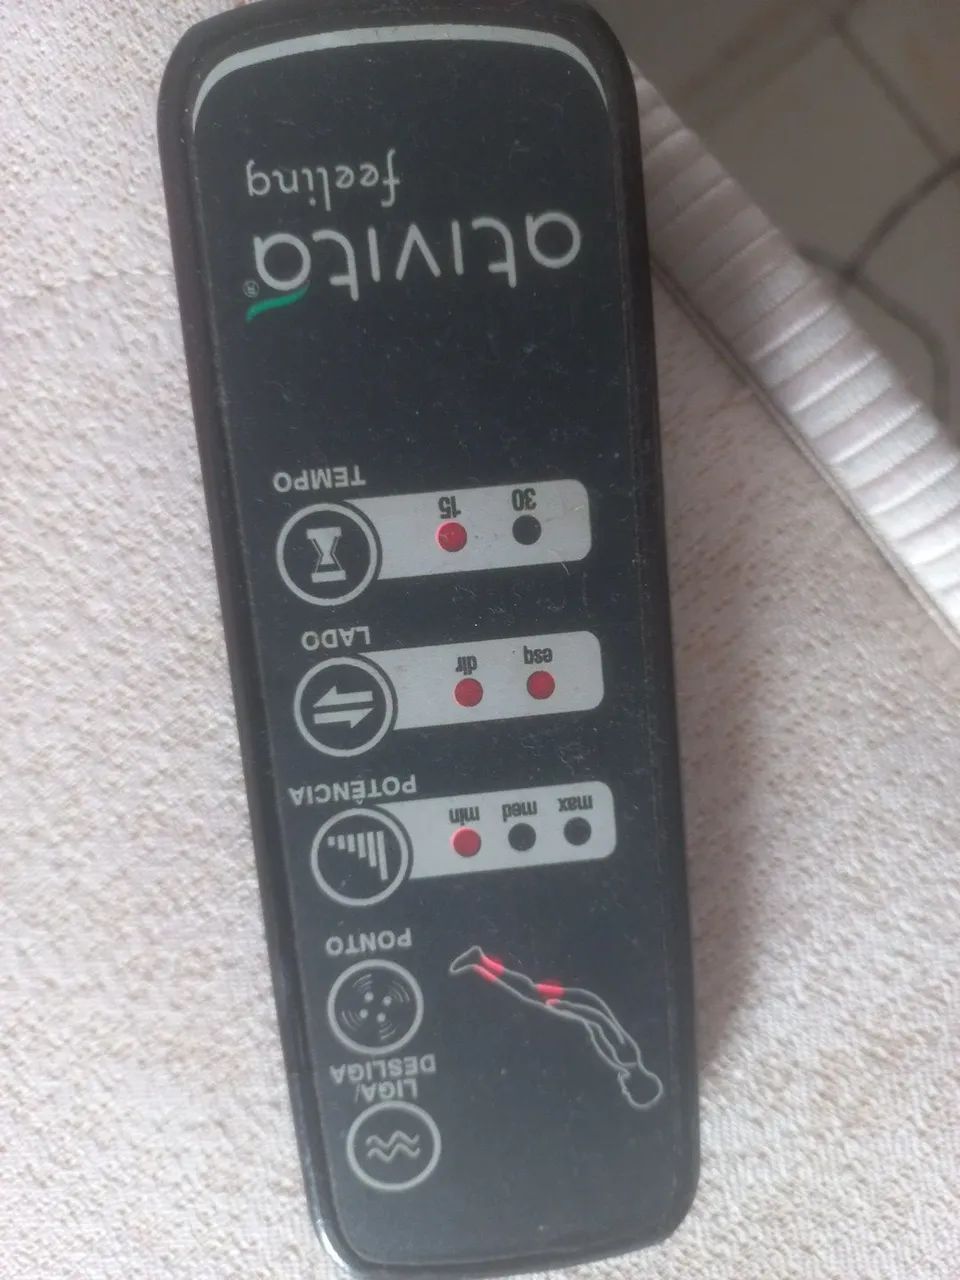 LIGA/
DESLIGA
PONTO
POTÊNCIA
min med max
LADO
dir esq
TEMPO
15 30
ativita®
feeling